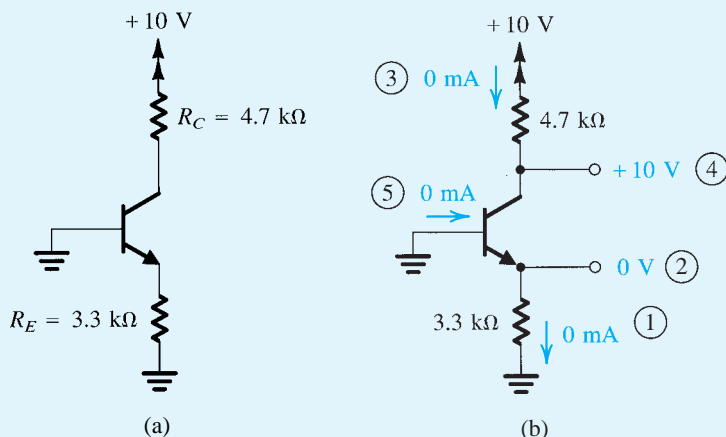 +10 V
R_C = 4.7 kΩ
R_E = 3.3 kΩ
(a)
+10 V
③ 0 mA
4.7 kΩ
+10 V ④
⑤ 0 mA
0 V ②
3.3 kΩ
0 mA ①
(b)